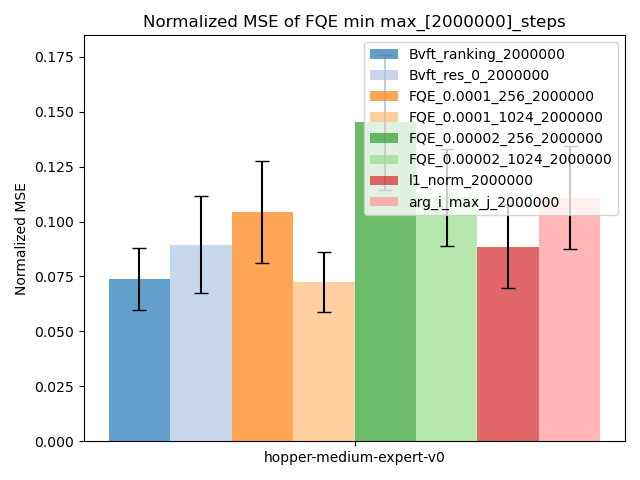 Normalized MSE of FQE min max_[2000000]_steps
Normalized MSE
0.175
0.150
0.125
0.100
0.075
0.050
0.025
0.000
Bvft_ranking_2000000
Bvft_res_0_2000000
FQE_0.0001_256_2000000
FQE_0.0001_1024_2000000
FQE_0.00002_256_2000000
FQE_0.00002_1024_2000000
l1_norm_2000000
arg_i_max_j_2000000
hopper-medium-expert-v0